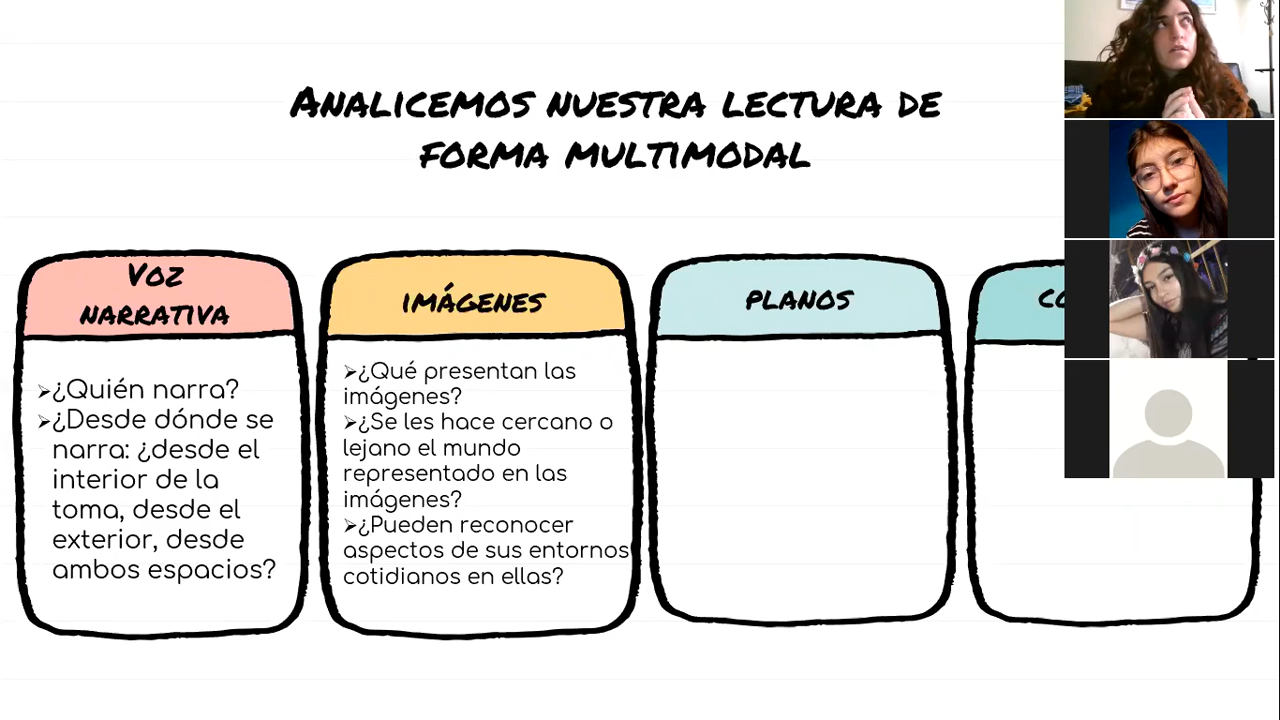 ANALICEMOS NUESTRA LECTURA DE
FORMA MULTIMODAL
VOZ
NARRATIVA
➢¿Quién narra?
➢¿Desde dónde se
narra: ¿desde el
interior de la
toma, desde el
exterior, desde
ambos espacios?
IMÁGENES
➢¿Qué presentan las
imágenes?
➢¿Se les hace cercano o
lejano el mundo
representado en las
imágenes?
➢¿Pueden reconocer
aspectos de sus entornos
cotidianos en ellas?
PLANOS